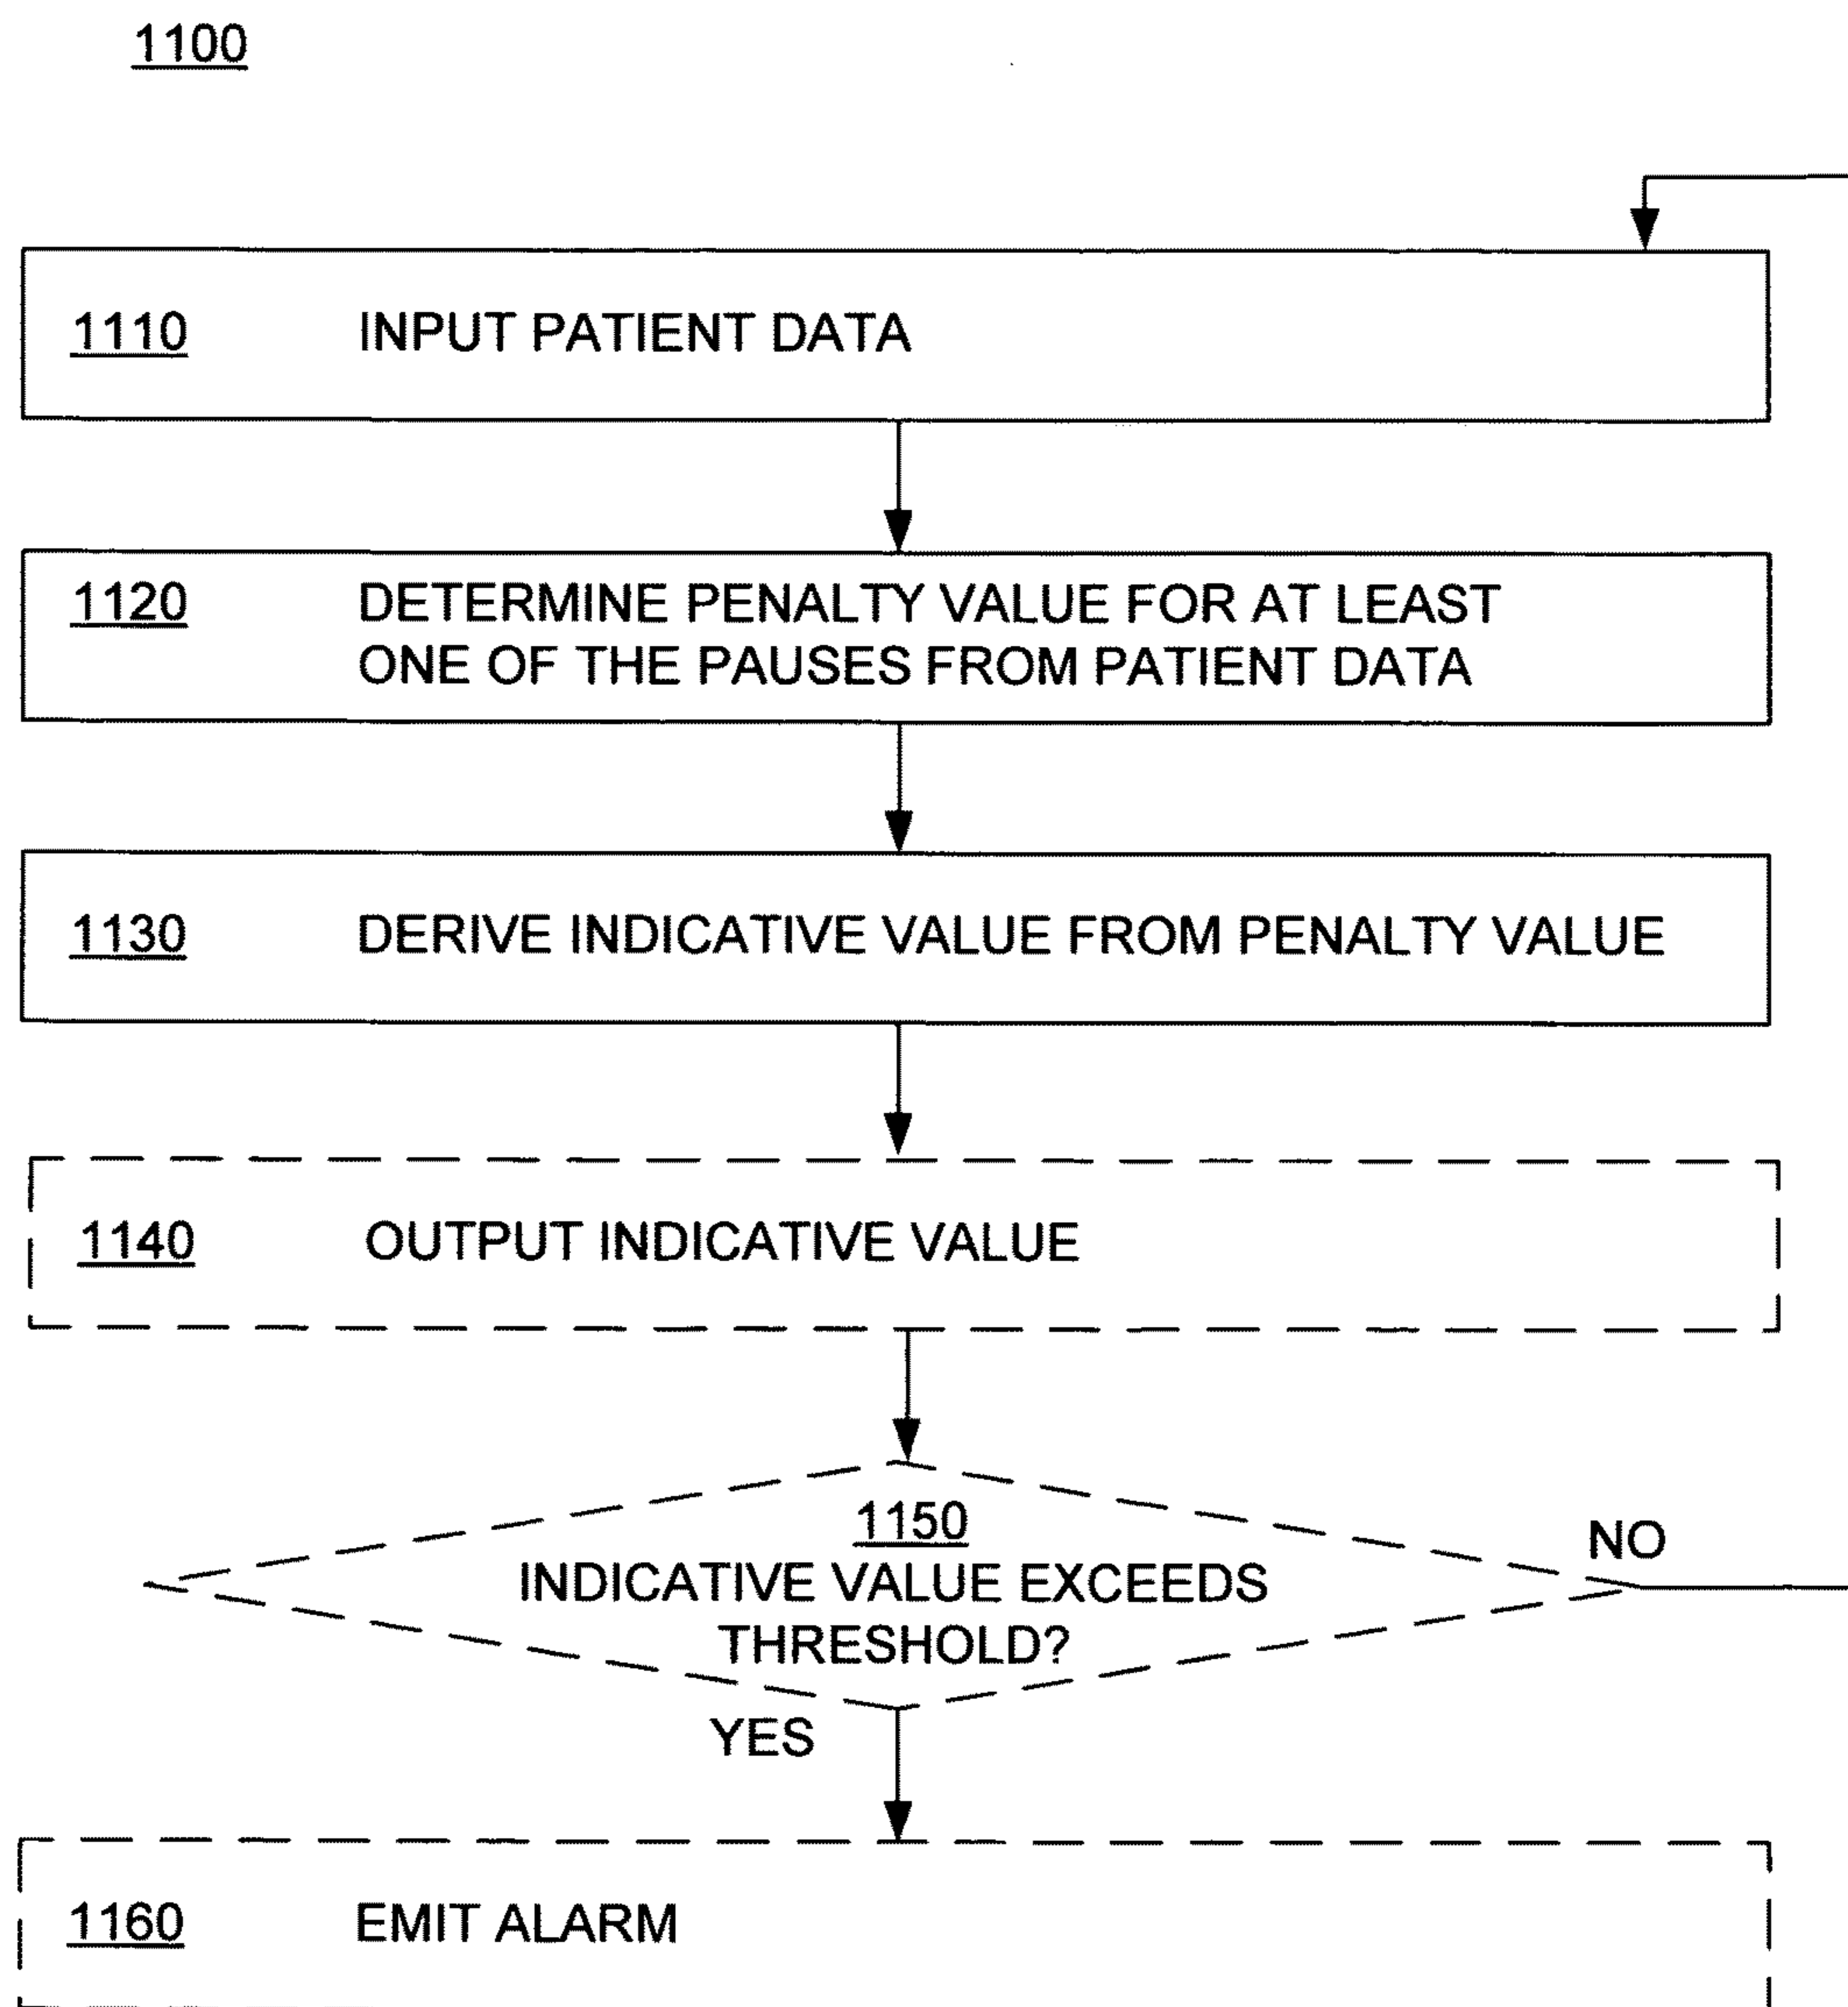 1100
1110 INPUT PATIENT DATA
1120 DETERMINE PENALTY VALUE FOR AT LEAST
ONE OF THE PAUSES FROM PATIENT DATA
1130 DERIVE INDICATIVE VALUE FROM PENALTY VALUE
1140 OUTPUT INDICATIVE VALUE
1150
INDICATIVE VALUE EXCEEDS
THRESHOLD?
NO
YES
1160 EMIT ALARM